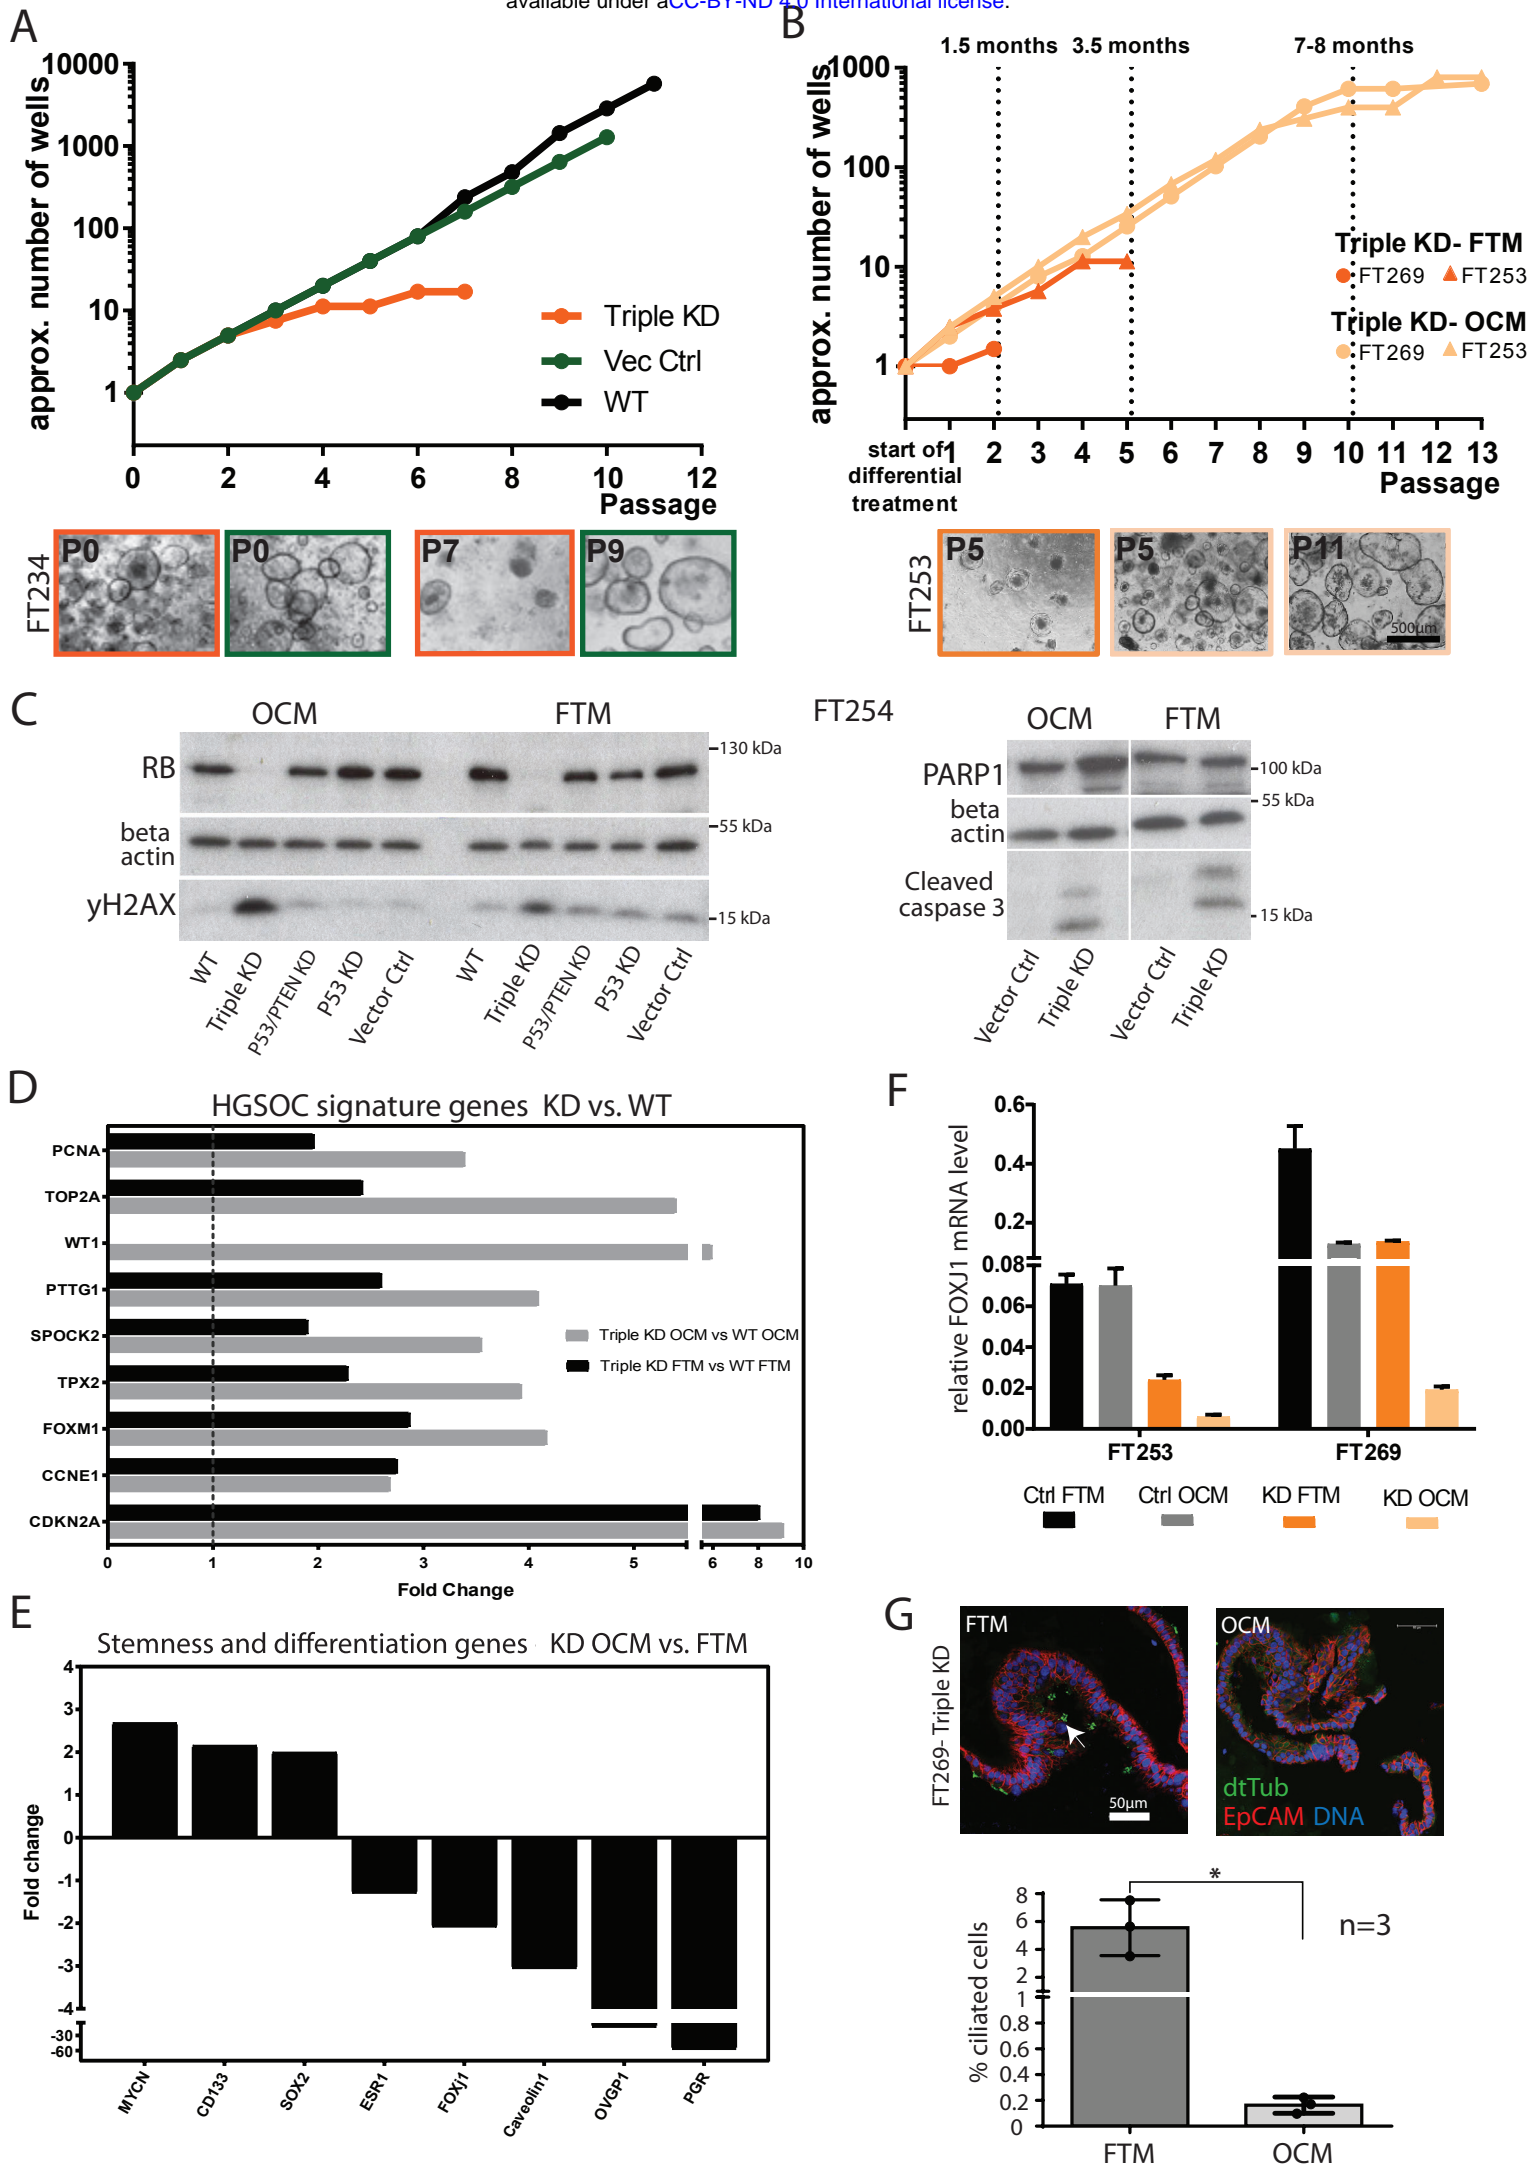 available under aCC-BY-ND 4.0 International license.
A
approx. number of wells
10000
1000
100
10
1
0 2 4 6 8 10 12
Passage
Triple KD
Vec Ctrl
WT
FT234
P0
P0
P7
P9
B
1.5 months 3.5 months 7-8 months
approx. number of wells
1000
100
10
1
Triple KD- FTM
FT269 FT253
Triple KD- OCM
FT269 FT253
start of
differential
treatment
1 2 3 4 5 6 7 8 9 10 11 12 13
Passage
FT253
P5
P5
P11
500µm
C
OCM FTM
RB
-130 kDa
beta
actin
-55 kDa
yH2AX
-15 kDa
WT
Triple KD
P53/PTEN KD
P53 KD
Vector Ctrl
WT
Triple KD
P53/PTEN KD
P53 KD
Vector Ctrl
FT254
OCM FTM
PARP1
-100 kDa
beta
actin
-55 kDa
Cleaved
caspase 3
-15 kDa
Vector Ctrl
Triple KD
Vector Ctrl
Triple KD
D
HGSOC signature genes KD vs. WT
PCNA
TOP2A
WT1
PTTG1
SPOCK2
TPX2
FOXM1
CCNE1
CDKN2A
Triple KD OCM vs WT OCM
Triple KD FTM vs WT FTM
0 1 2 3 4 5 6 8 10
Fold Change
F
relative FOXJ1 mRNA level
0.6
0.4
0.2
0.08
0.06
0.04
0.02
0.00
FT253 FT269
Ctrl FTM Ctrl OCM KD FTM KD OCM
E
Stemness and differentiation genes KD OCM vs. FTM
Fold change
4
3
2
1
0
-1
-2
-3
-4
-30
-60
MYCN
CD133
SOX2
ESR1
FOXj1
Caveolin1
OVGP1
PGR
G
FT269- Triple KD
FTM
50µm
OCM
dtTub
EpCAM DNA
*
n=3
% ciliated cells
8
6
4
2
1
0.8
0.6
0.4
0.2
0
FTM OCM